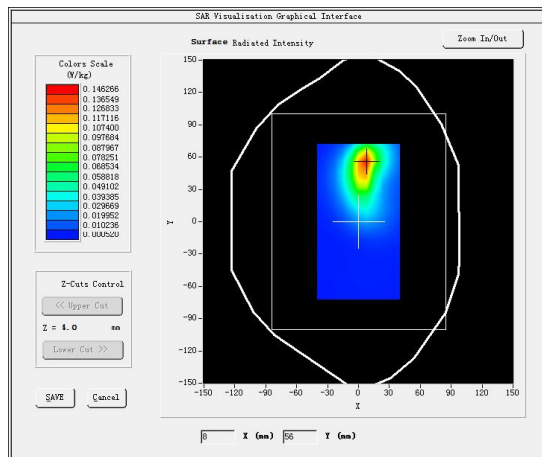 SAR Visualisation Graphical Interface
Surface Radiated Intensity
Zoom In/Out
Colors Scale
(W/kg)
0.146266
0.136549
0.126833
0.117116
0.107400
0.097684
0.087967
0.078251
0.068534
0.058818
0.049102
0.039385
0.029669
0.019952
0.010236
0.000520
Z-Cuts Control
<< Upper Cut
Z = 4.0 mm
Lower Cut >>
SAVE Cancel
150
120
90
60
30
0
-30
-60
-90
-120
-150
Y
-150 -120 -90 -60 -30 0 30 60 90 120 150
X
8 X (mm) 56 Y (mm)